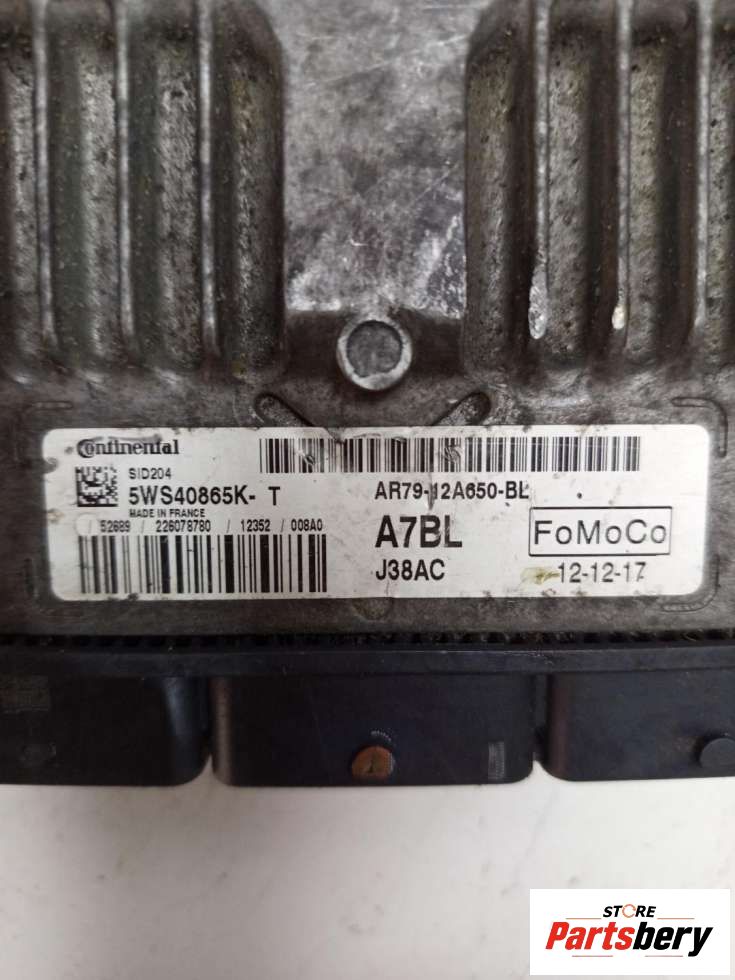 Continental
SID204
5WS40865K- T
MADE IN FRANCE
/ 52689 / 226078780 / 12352 / 008A0
AR79-12A650-BL
A7BL
FoMoCo
J38AC
12-12-17
STORE
Partsbery